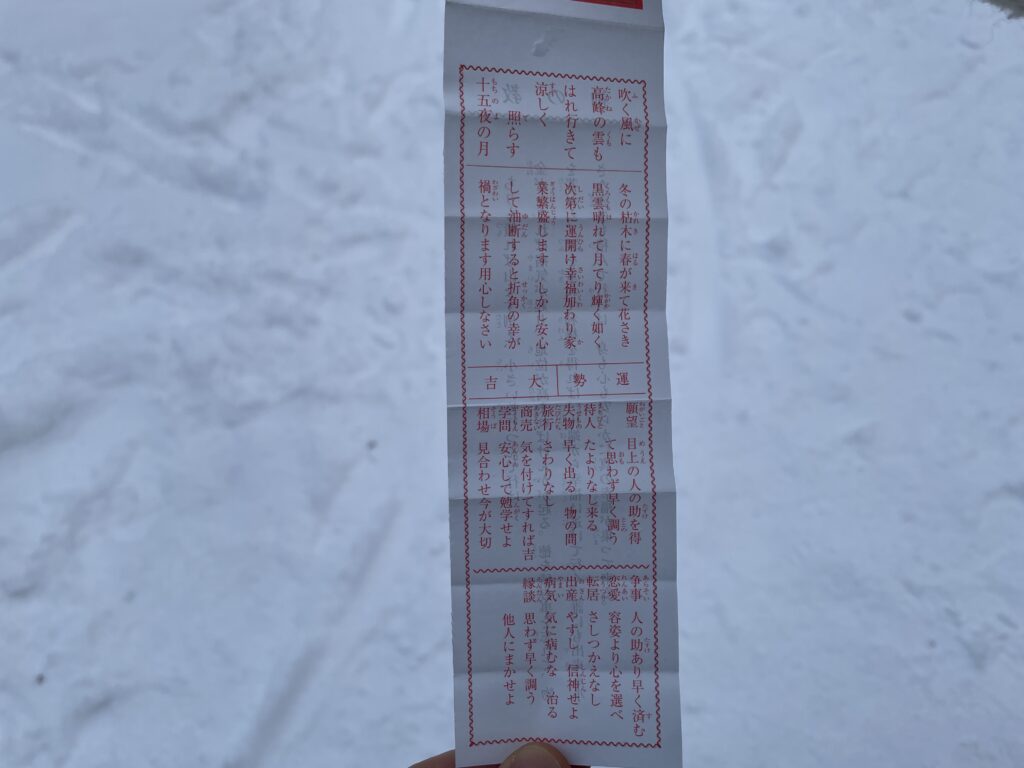 吹く風に
高峰の雲も
はれ行きて
涼しく 照らす
十五夜の月
冬の枯木に春が来て花さき
黒雲晴れて月でり輝く如く
次第に運開け幸福加わり家
業繁盛します しかし安心
して油断すると折角の幸が
禍となります用心しなさい
運勢 大吉
願望 目上の人の助を得
て思わず早く調う
待人 たよりなし来る
失物 早く出る 物の間
旅行 さわりなし
商売 気を付けてすれば吉
学問 安心して勉学せよ
相場 見合わせ今が大切
争事 人の助あり早く済む
恋愛 容姿より心を選べ
転居 さしつかえなし
出産 やすし 信神せよ
病気 気に病むな 治る
縁談 思わず早く調う
他人にまかせよ